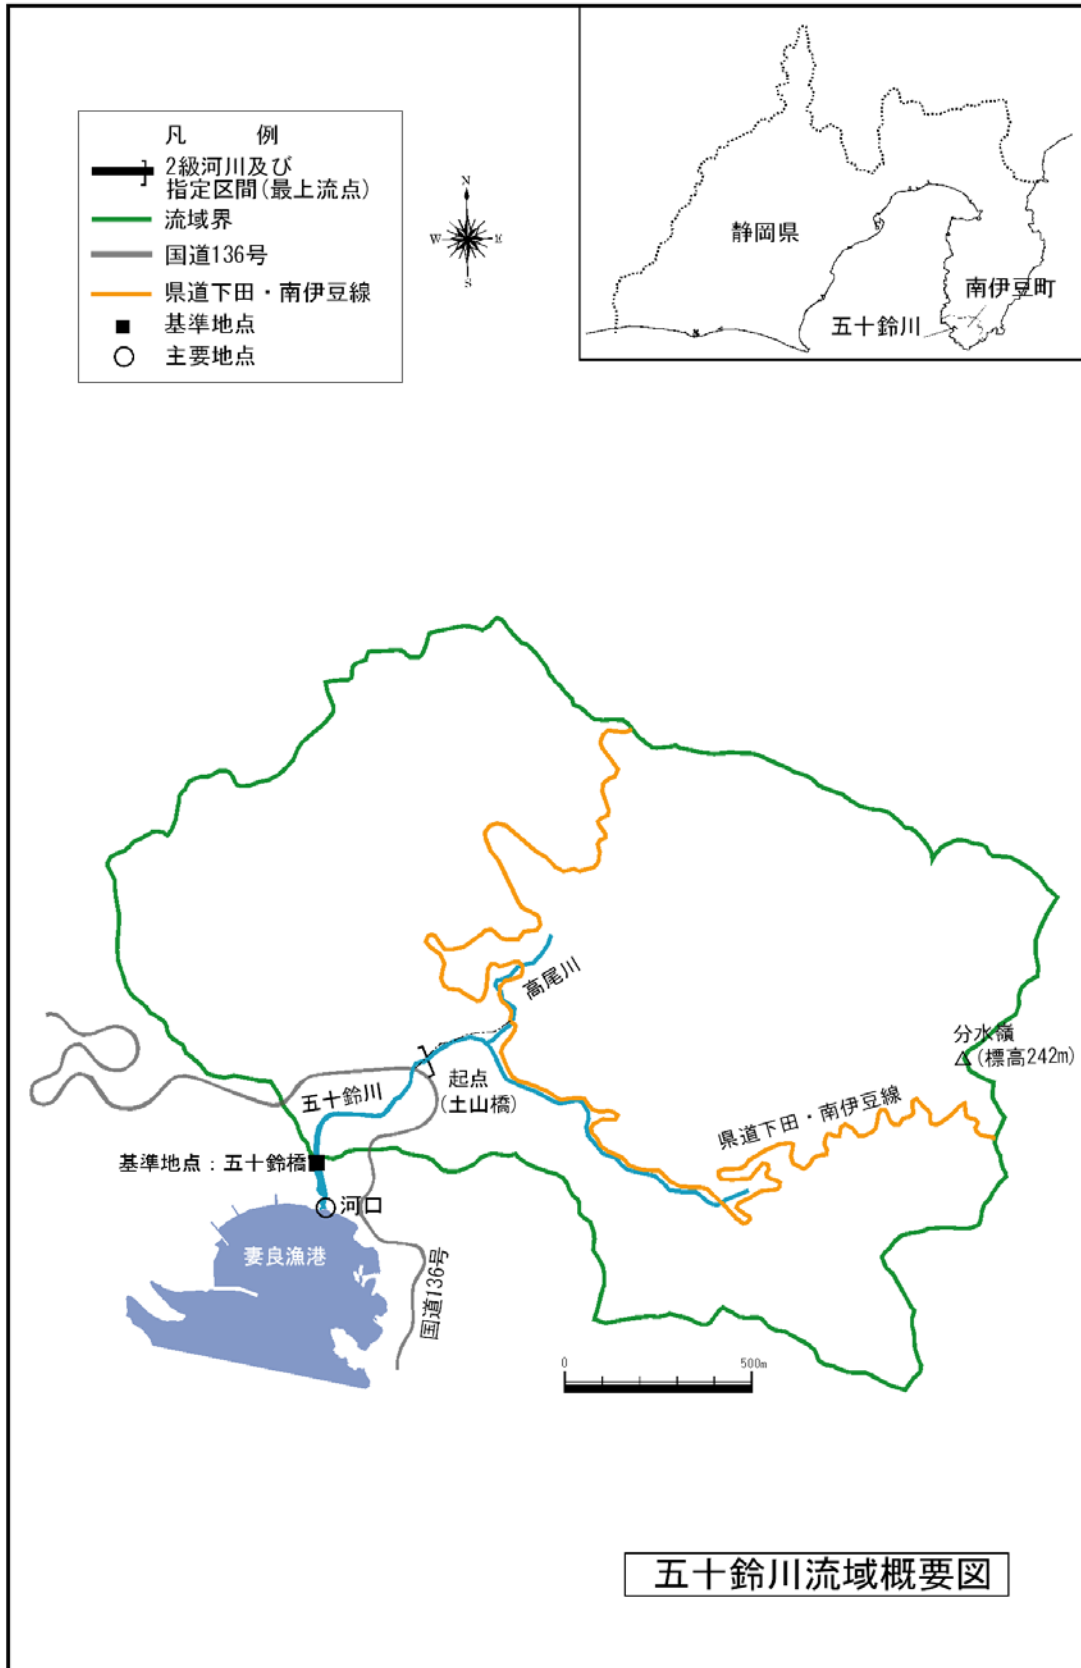 凡 例
2級河川及び
指定区間(最上流点)
流域界
国道136号
県道下田・南伊豆線
基準地点
主要地点
N
W
E
S
静岡県
南伊豆町
五十鈴川
高尾川
分水嶺
(標高242m)
起点
(土山橋)
五十鈴川
県道下田・南伊豆線
基準地点：五十鈴橋
河口
妻良漁港
国道136号
0 500m
五十鈴川流域概要図